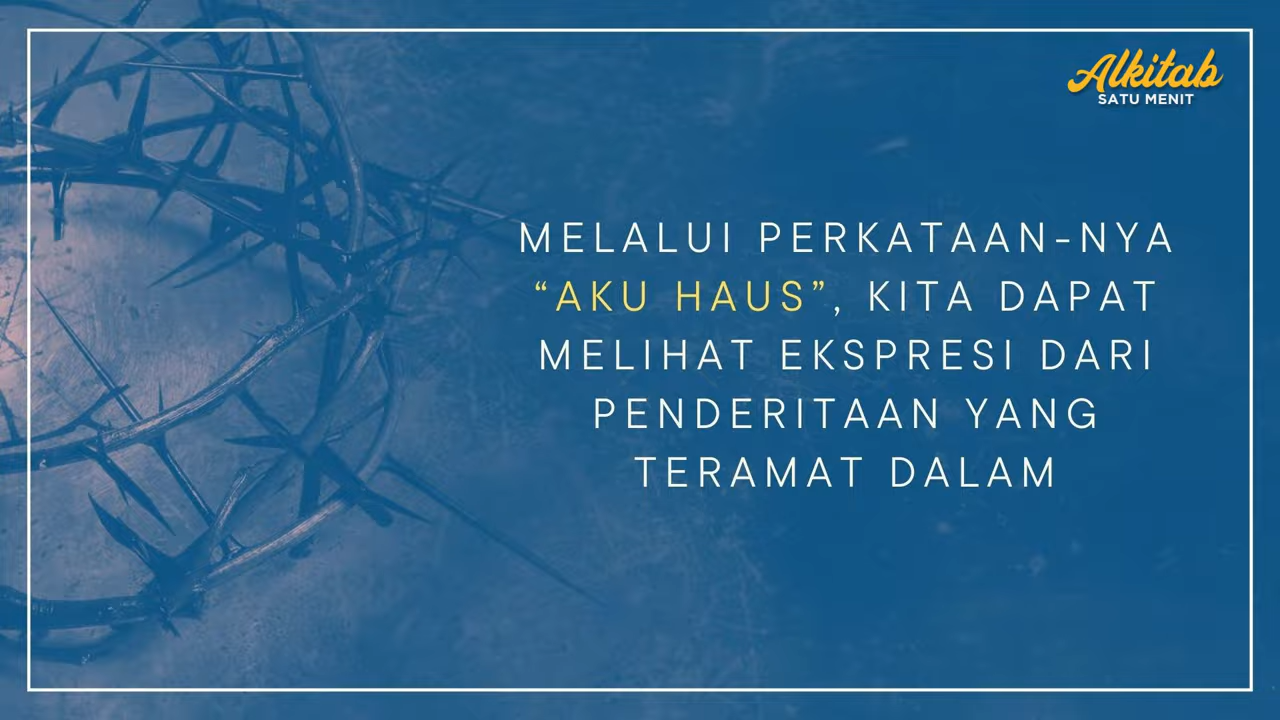 Alkitab
SATU MENIT
MELALUI PERKATAAN-NYA
“AKU HAUS”, KITA DAPAT
MELIHAT EKSPRESI DARI
PENDERITAAN YANG
TERAMAT DALAM